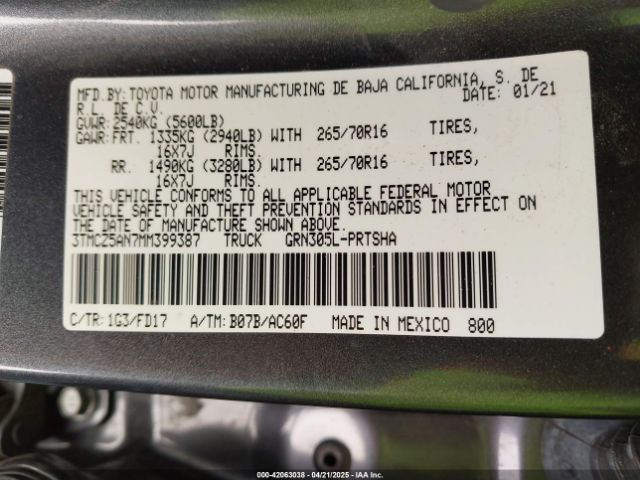 MFD.BY:TOYOTA MOTOR MANUFACTURING DE BAJA CALIFORNIA, S. DE
R.L. DE C.V. DATE: 01/21
GVWR: 2540KG (5600LB)
GAWR:FRT. 1335KG (2940LB) WITH 265/70R16 TIRES,
16X7J RIMS.
RR. 1490KG (3280LB) WITH 265/70R16 TIRES,
16X7J RIMS.
THIS VEHICLE CONFORMS TO ALL APPLICABLE FEDERAL MOTOR
VEHICLE SAFETY AND THEFT PREVENTION STANDARDS IN EFFECT ON
THE DATE OF MANUFACTURE SHOWN ABOVE.
3TMCZ5AN7MM399387 TRUCK GRN305L-PRTSHA
C/TR:1G3/FD17 A/TM:B07B/AC60F MADE IN MEXICO 800
000-42063038 - 04/21/2025 - IAAI.COM